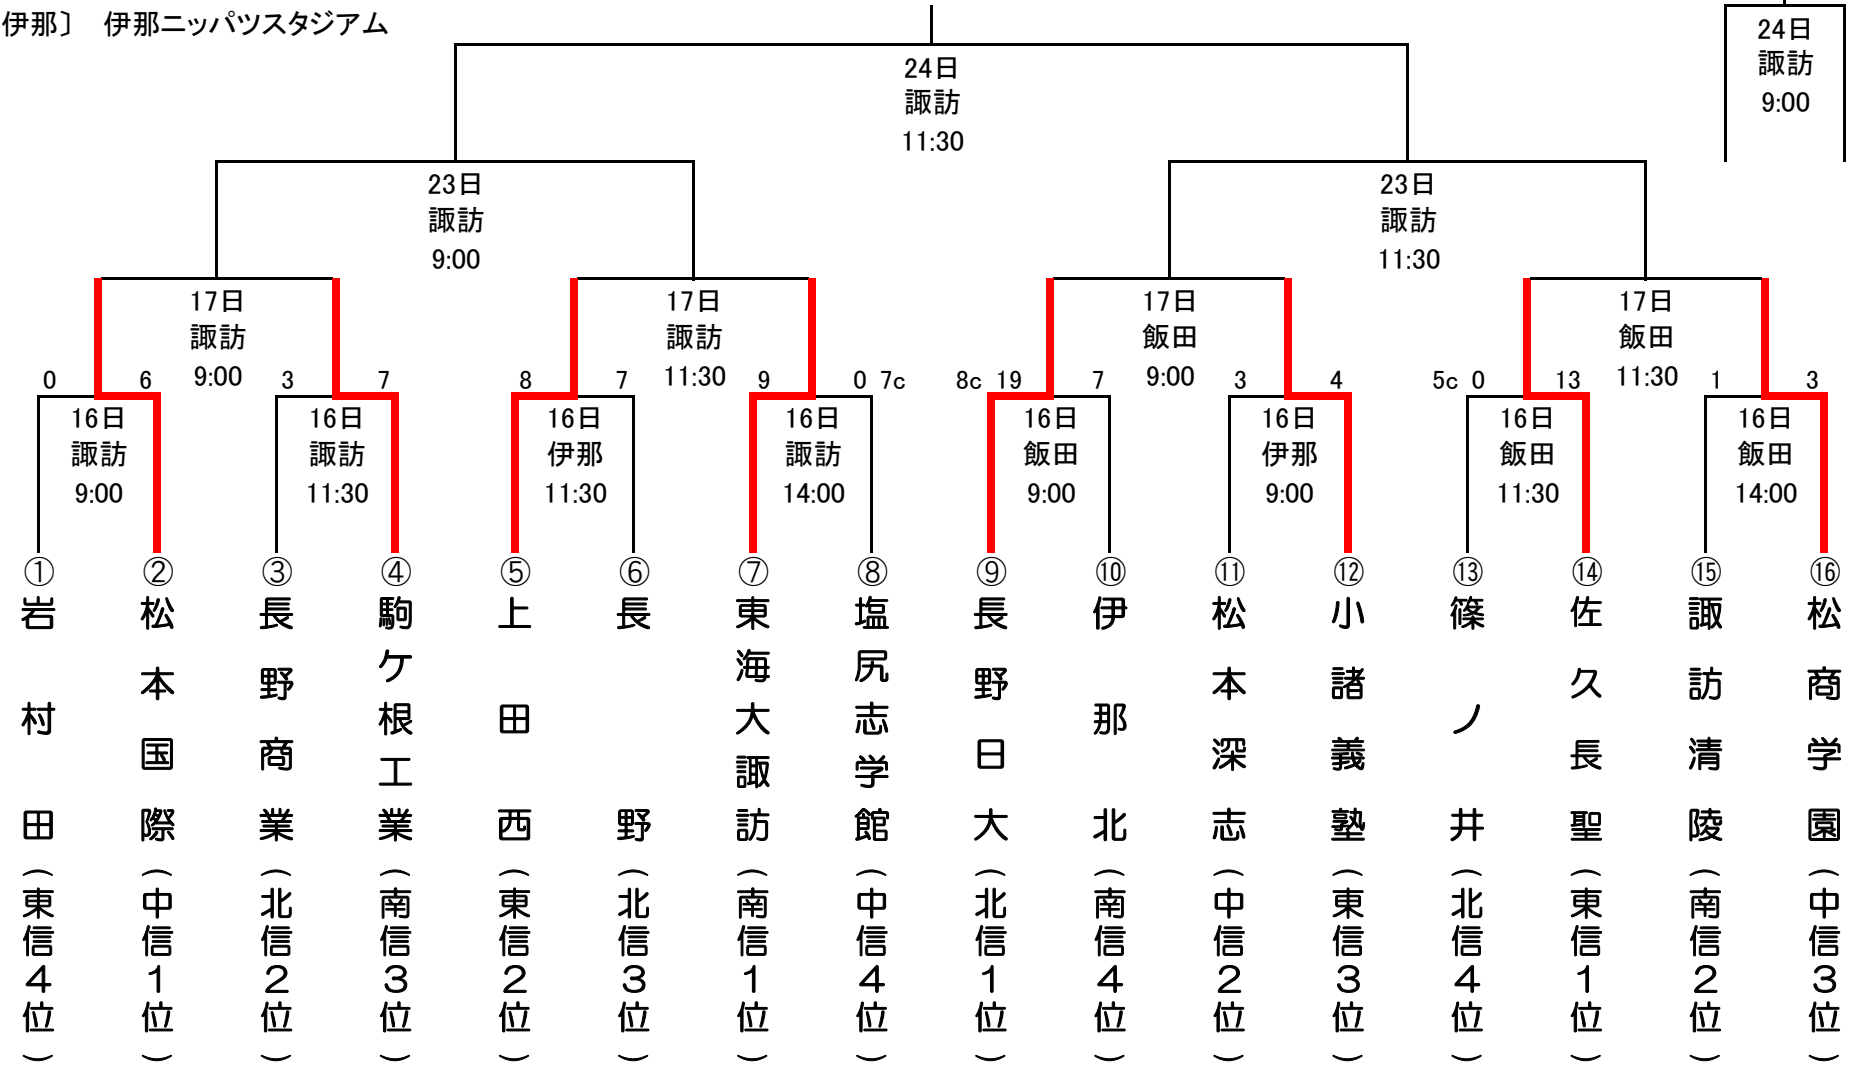 伊那〕 伊那ニッパツスタジアム
24日
諏訪
9:00
24日
諏訪
11:30
23日
諏訪
9:00
23日
諏訪
11:30
17日
諏訪
9:00
17日
諏訪
11:30
17日
飯田
9:00
17日
飯田
11:30
0 6 3 7 8 7 9 0 7c 8c 19 7 3 4 5c 0 13 1 3
16日
諏訪
9:00
16日
諏訪
11:30
16日
伊那
11:30
16日
諏訪
14:00
16日
飯田
9:00
16日
伊那
9:00
16日
飯田
11:30
16日
飯田
14:00
①岩村田(東信4位)
②松本国際(中信1位)
③長野商業(北信2位)
④駒ケ根工業(南信3位)
⑤上田西(東信2位)
⑥長野(北信3位)
⑦東海大諏訪(南信1位)
⑧塩尻志学館(中信4位)
⑨長野日大(北信1位)
⑩伊那北(南信4位)
⑪松本深志(中信2位)
⑫小諸義塾(東信3位)
⑬篠ノ井(北信4位)
⑭佐久長聖(東信1位)
⑮諏訪清陵(南信2位)
⑯松商学園(中信3位)